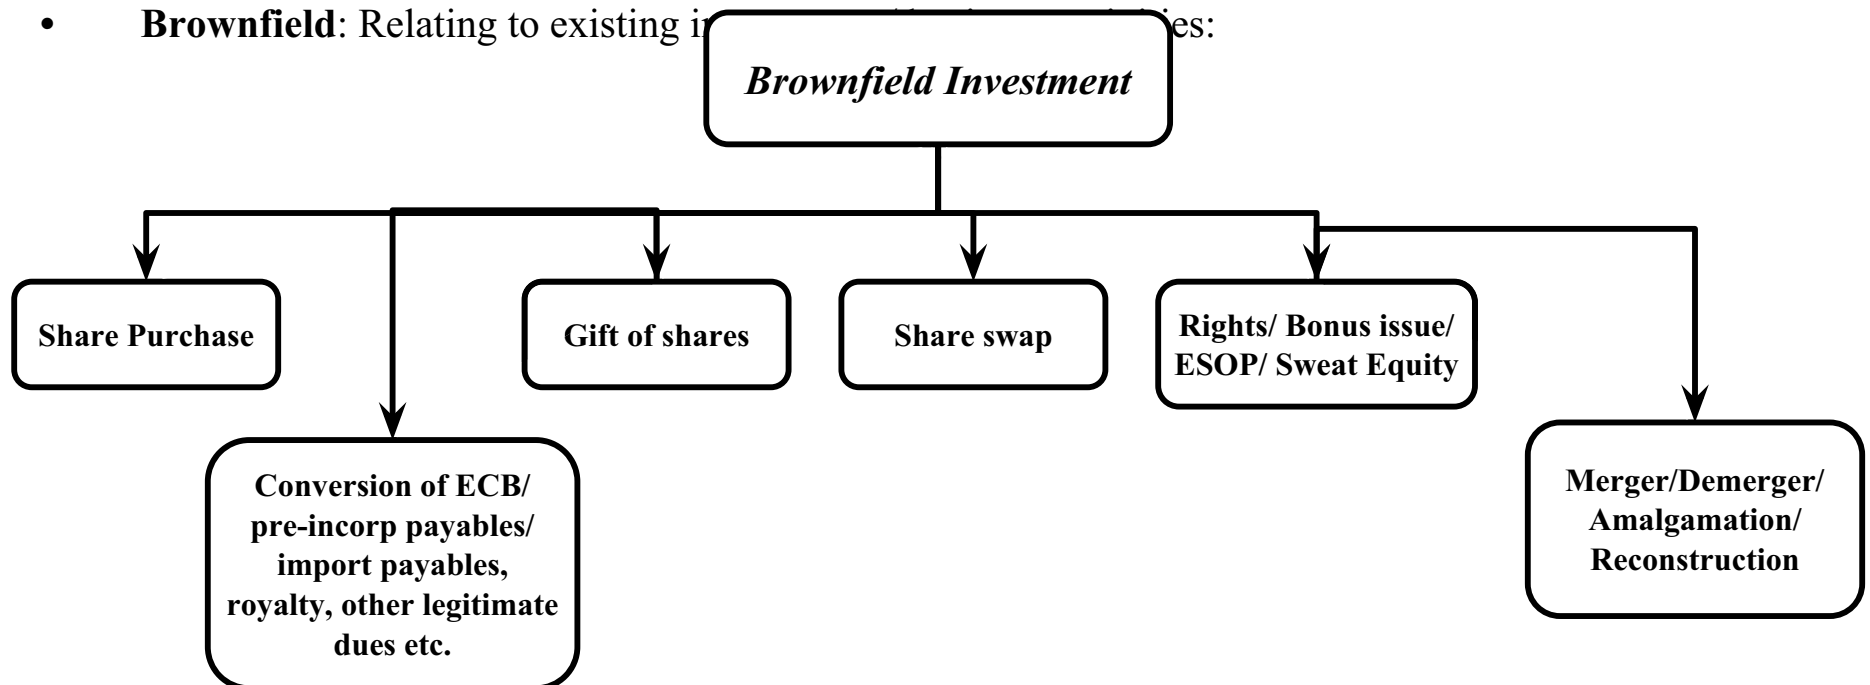 • Brownfield: Relating to existing
Brownfield Investment
Share Purchase
Gift of shares
Share swap
Rights/ Bonus issue/
ESOP/ Sweat Equity
Conversion of ECB/
pre-incorp payables/
import payables,
royalty, other legitimate
dues etc.
Merger/Demerger/
Amalgamation/
Reconstruction